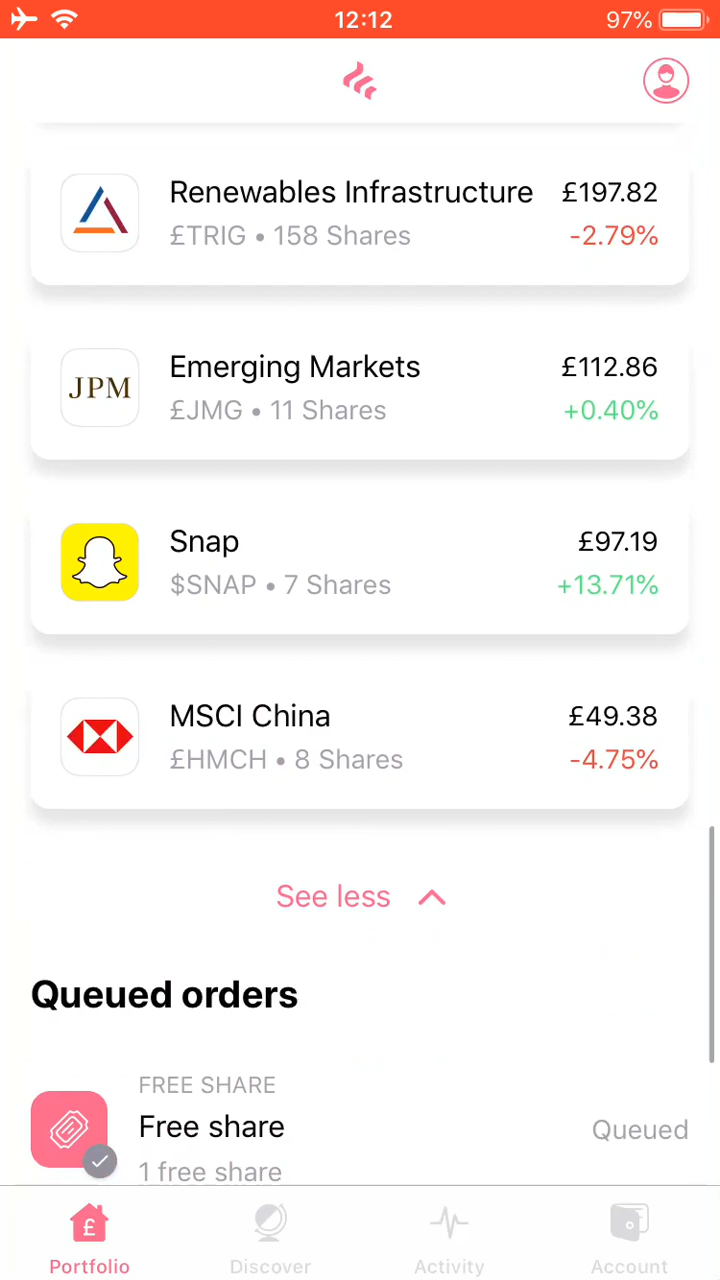 12:12
97%
Renewables Infrastructure £197.82
£TRIG • 158 Shares -2.79%
JPM
Emerging Markets £112.86
£JMG • 11 Shares +0.40%
Snap £97.19
$SNAP • 7 Shares +13.71%
MSCI China £49.38
£HMCH • 8 Shares -4.75%
See less
Queued orders
FREE SHARE
Free share
Queued
1 free share
£
Portfolio Discover Activity Account